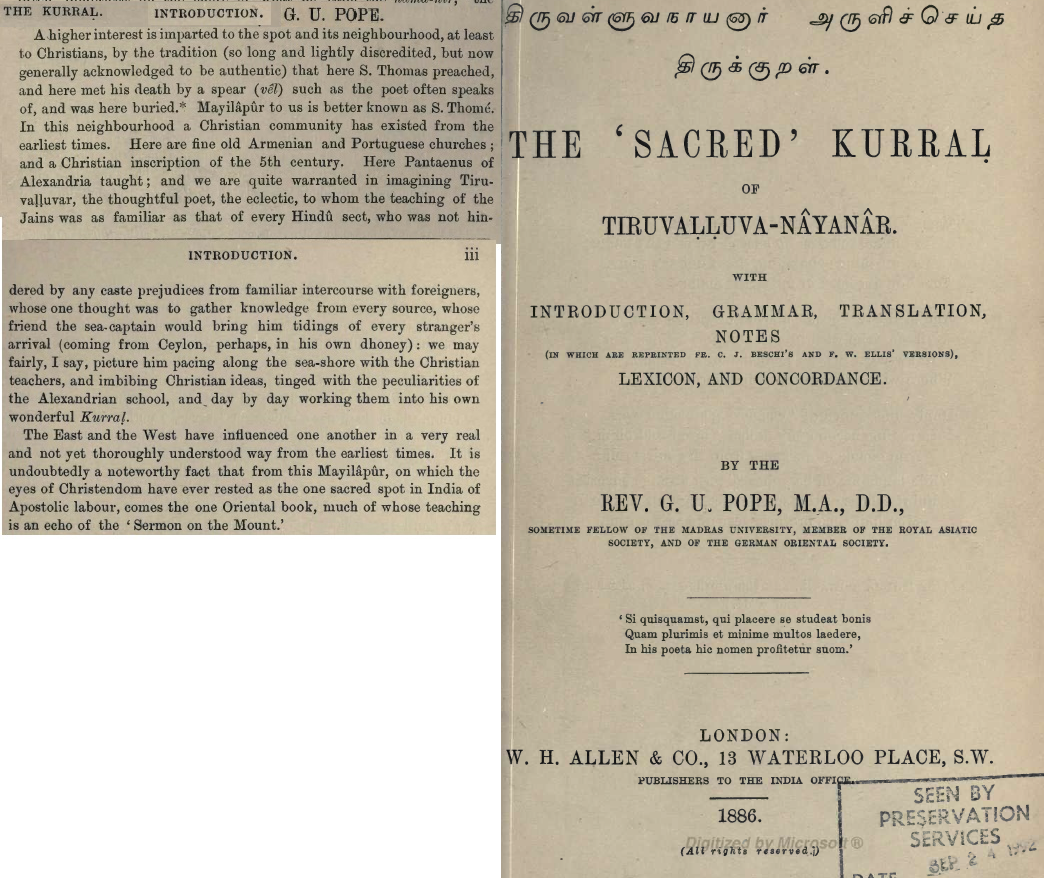 THE KURRAL. INTRODUCTION. G. U. POPE.
A higher interest is imparted to the spot and its neighbourhood, at least
to Christians, by the tradition (so long and lightly discredited, but now
generally acknowledged to be authentic) that here S. Thomas preached,
and here met his death by a spear (vêl) such as the poet often speaks
of, and was here buried.* Mayilâpûr to us is better known as S. Thomé.
In this neighbourhood a Christian community has existed from the
earliest times. Here are fine old Armenian and Portuguese churches;
and a Christian inscription of the 5th century. Here Pantaenus of
Alexandria taught; and we are quite warranted in imagining Tiru-
vaḷḷuvar, the thoughtful poet, the eclectic, to whom the teaching of the
Jains was as familiar as that of every Hindû sect, who was not hin-
INTRODUCTION. iii
dered by any caste prejudices from familiar intercourse with foreigners,
whose one thought was to gather knowledge from every source, whose
friend the sea-captain would bring him tidings of every stranger's
arrival (coming from Ceylon, perhaps, in his own dhoney): we may
fairly, I say, picture him pacing along the sea-shore with the Christian
teachers, and imbibing Christian ideas, tinged with the peculiarities of
the Alexandrian school, and day by day working them into his own
wonderful Kurraḷ.
The East and the West have influenced one another in a very real
and not yet thoroughly understood way from the earliest times. It is
undoubtedly a noteworthy fact that from this Mayilâpûr, on which the
eyes of Christendom have ever rested as the one sacred spot in India of
Apostolic labour, comes the one Oriental book, much of whose teaching
is an echo of the 'Sermon on the Mount.'
திருவள்ளுவநாயனார் அருளிச்செய்த
திருக்குறள்.
THE 'SACRED' KURRAḶ
OF
TIRUVAḶḶUVA-NÂYANÂR.
WITH
INTRODUCTION, GRAMMAR, TRANSLATION,
NOTES
(IN WHICH ARE REPRINTED FR. C. J. BESCHI'S AND F. W. ELLIS' VERSIONS),
LEXICON, AND CONCORDANCE.
BY THE
REV. G. U. POPE, M.A., D.D.,
SOMETIME FELLOW OF THE MADRAS UNIVERSITY, MEMBER OF THE ROYAL ASIATIC
SOCIETY, AND OF THE GERMAN ORIENTAL SOCIETY.
'Si quisquamst, qui placere se studeat bonis
Quam plurimis et minime multos laedere,
In his poeta hic nomen profitetur suom.'
LONDON:
W. H. ALLEN & CO., 13 WATERLOO PLACE, S.W.
PUBLISHERS TO THE INDIA OFFICE.
1886.
Digitized by Microsoft ®
(All rights reserved.)
SEEN BY
PRESERVATION
SERVICES
SEP 24 1992
DATE